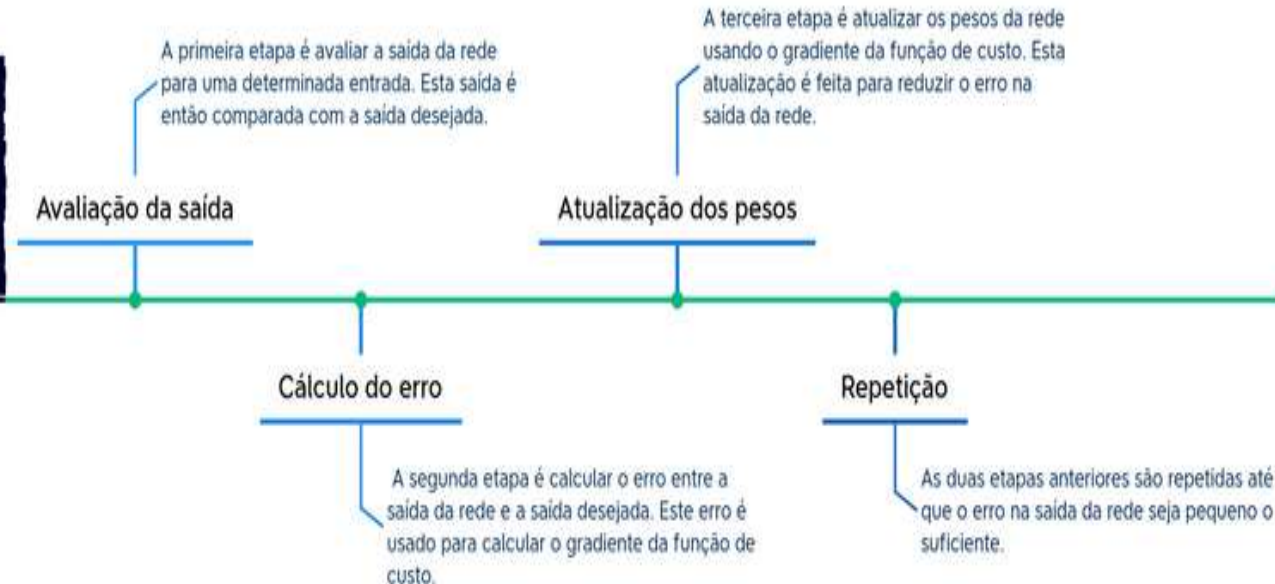 A primeira etapa é avaliar a saída da rede
para uma determinada entrada. Esta saída é
então comparada com a saída desejada.
Avaliação da saída
Cálculo do erro
A segunda etapa é calcular o erro entre a
saída da rede e a saída desejada. Este erro é
usado para calcular o gradiente da função de
custo.
A terceira etapa é atualizar os pesos da rede
usando o gradiente da função de custo. Esta
atualização é feita para reduzir o erro na
saída da rede.
Atualização dos pesos
Repetição
As duas etapas anteriores são repetidas até
que o erro na saída da rede seja pequeno o
suficiente.